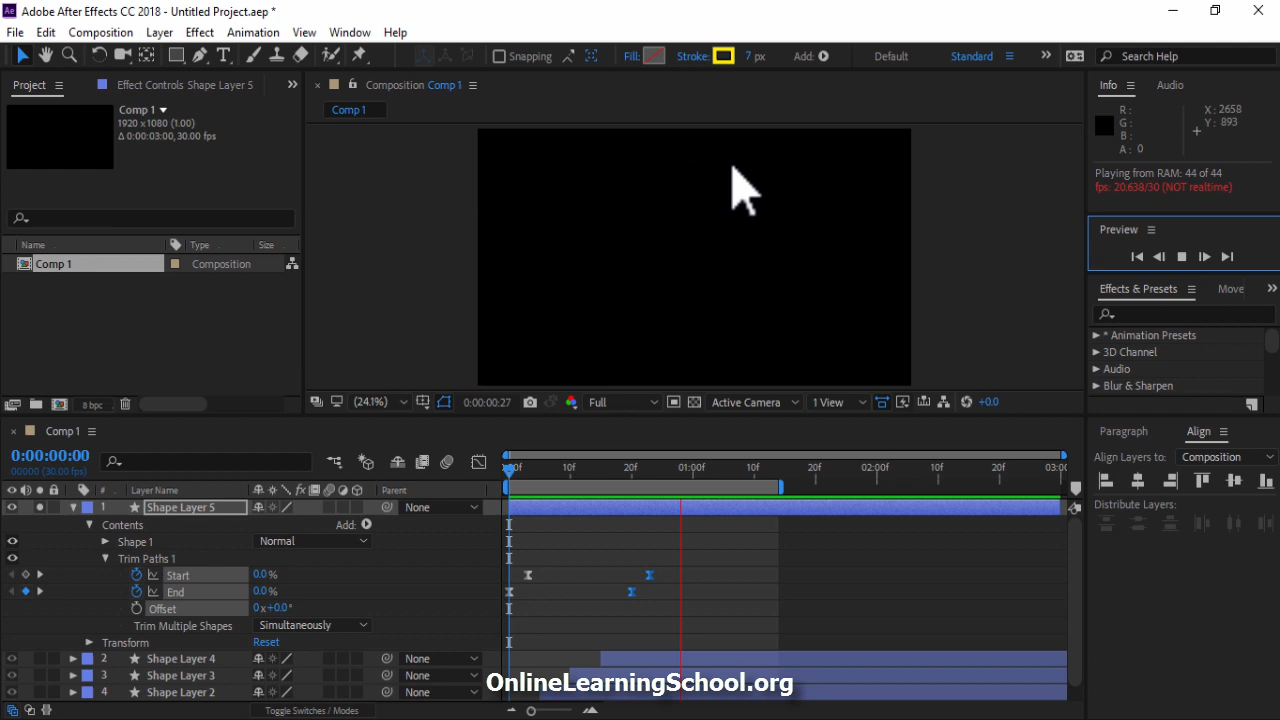 Adobe After Effects CC 2018 - Untitled Project.aep *
File Edit Composition Layer Effect Animation View Window Help
Snapping Fill: Stroke: 7 px Add: Default Standard Search Help
Project Effect Controls Shape Layer 5
Composition Comp 1
Info Audio
Comp 1
1920 x 1080 (1.00)
Δ 0:00:03:00, 30.00 fps
Comp 1
R :
G :
B :
A : 0
X : 2658
Y : 893
Playing from RAM: 44 of 44
fps: 20.638/30 (NOT realtime)
Preview
Name Type Size
Comp 1 Composition
Effects & Presets Move
* Animation Presets
3D Channel
Audio
Blur & Sharpen
8 bpc
(24.1%) 0:00:00:27 Full Active Camera 1 View +0.0
Comp 1
Paragraph Align
0:00:00:00
00000 (30.00 fps)
Align Layers to: Composition
:00f 10f 20f 01:00f 10f 20f 02:00f 10f 20f 03:00
# Layer Name Parent
Distribute Layers:
1 Shape Layer 5 None
Contents Add:
Shape 1 Normal
Trim Paths 1
Start 0.0 %
End 0.0 %
Offset 0 x +0.0 °
Trim Multiple Shapes Simultaneously
Transform Reset
2 Shape Layer 4 None
3 Shape Layer 3 None
4 Shape Layer 2 None
Toggle Switches / Modes
OnlineLearningSchool.org